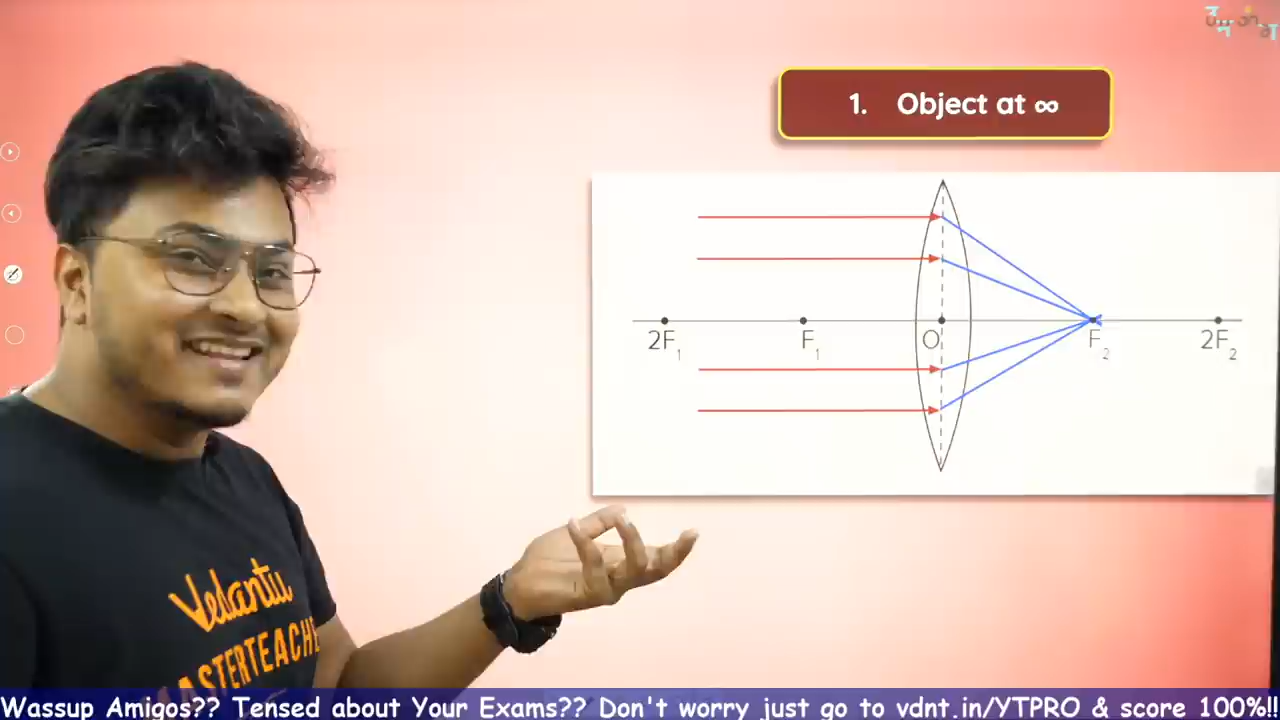 1. Object at ∞
2F₁
F₁
O
F₂
2F₂
Vedantu
MASTERTEACHE
Wassup Amigos?? Tensed about Your Exams?? Don't worry just go to vdnt.in/YTPRO & score 100%!!